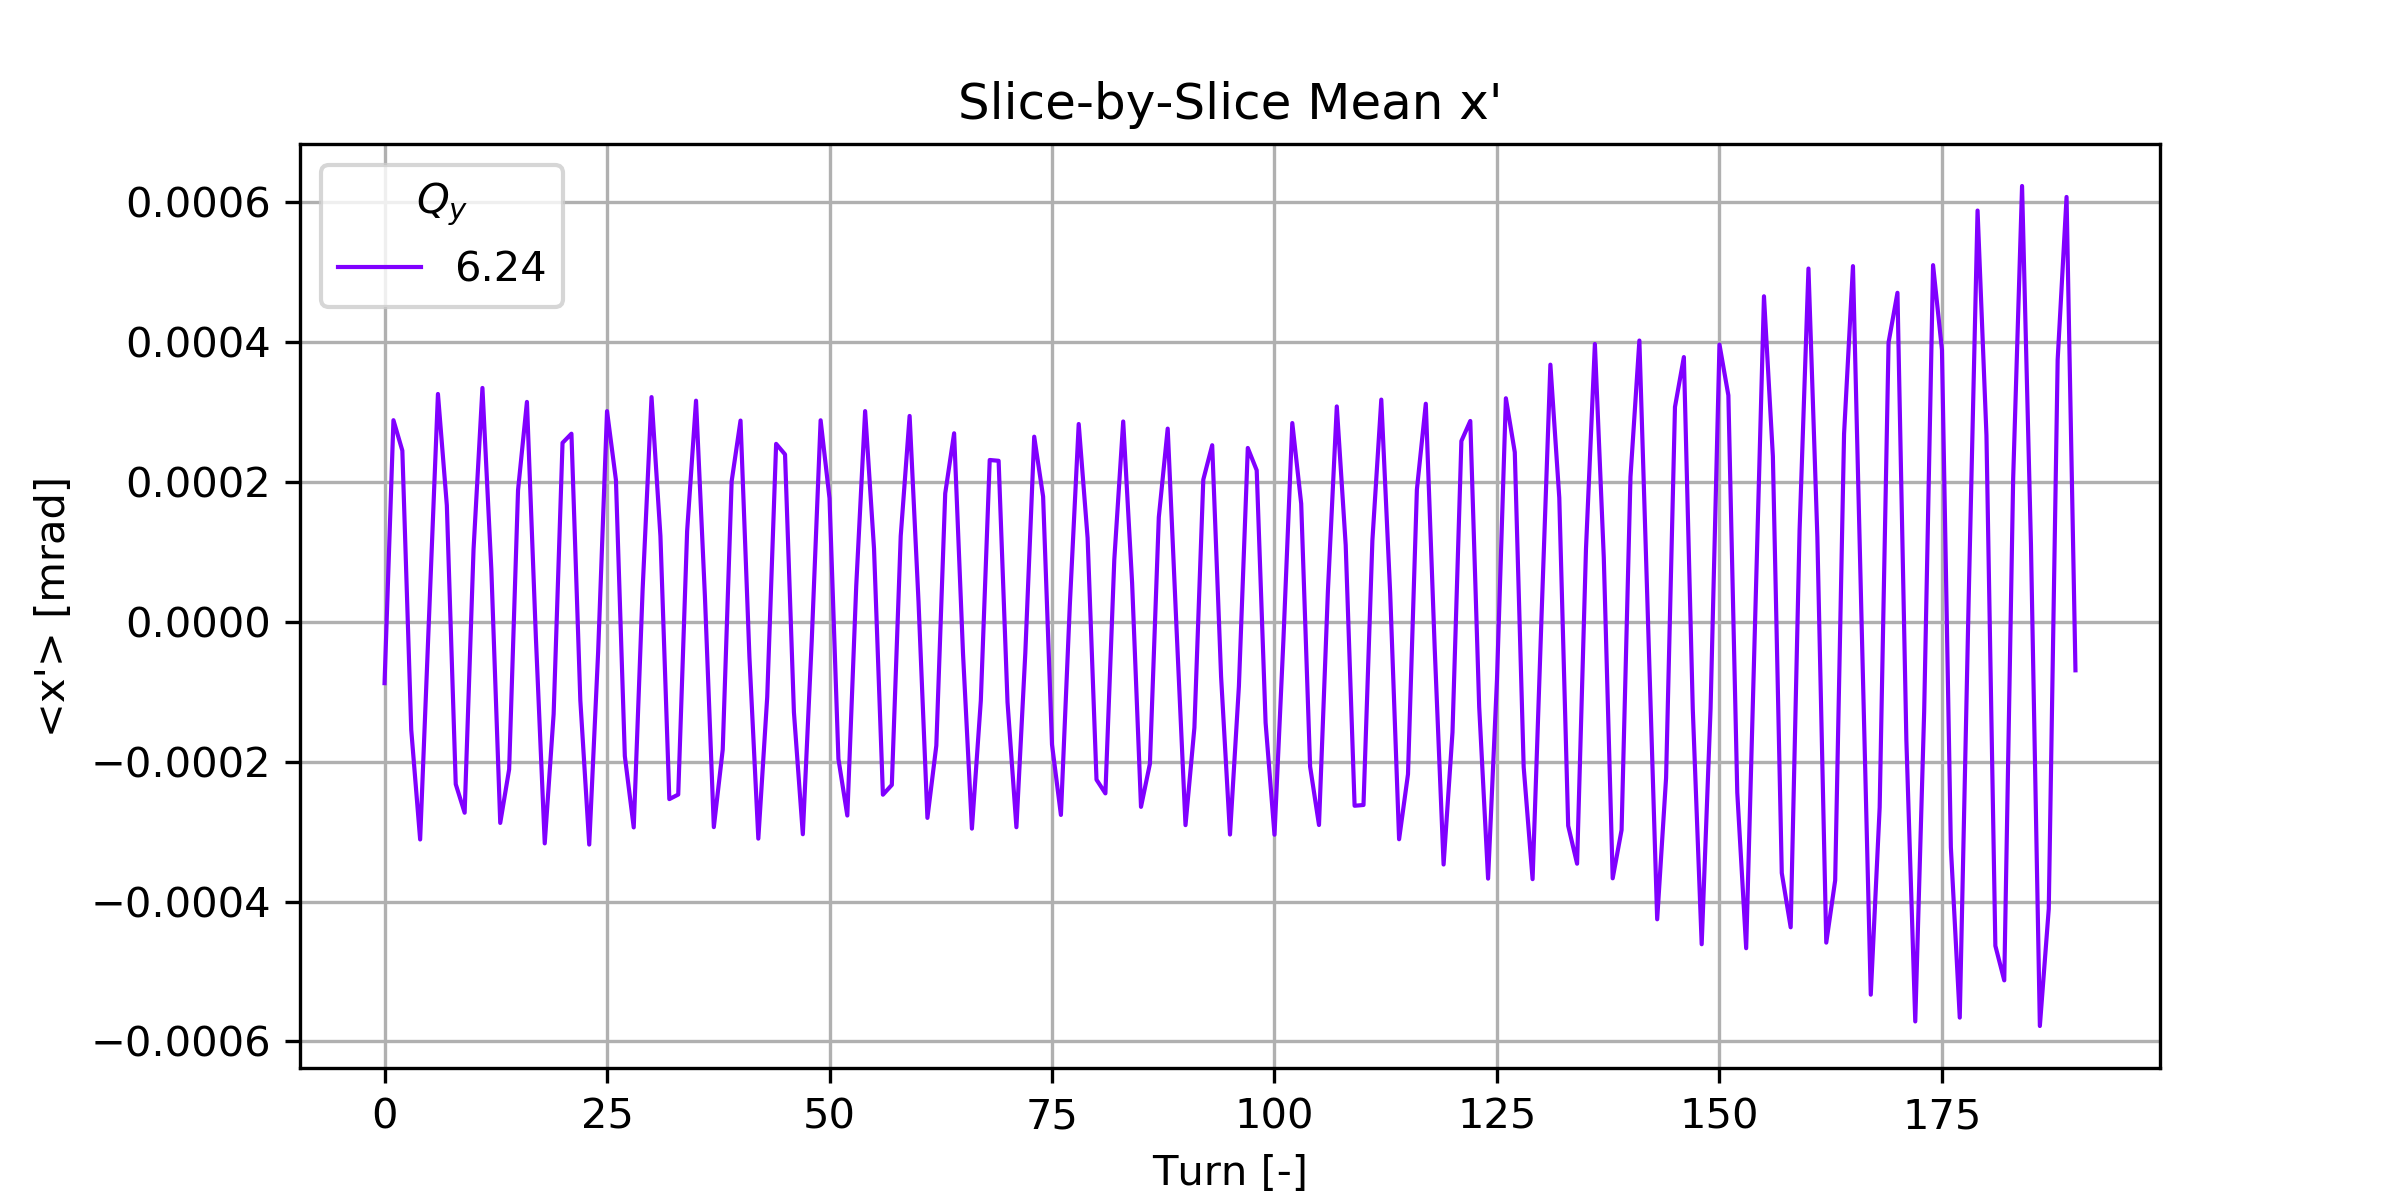 Slice-by-Slice Mean x'
Q_y
6.24
<x'> [mrad]
0.0006
0.0004
0.0002
0.0000
−0.0002
−0.0004
−0.0006
0 25 50 75 100 125 150 175
Turn [-]